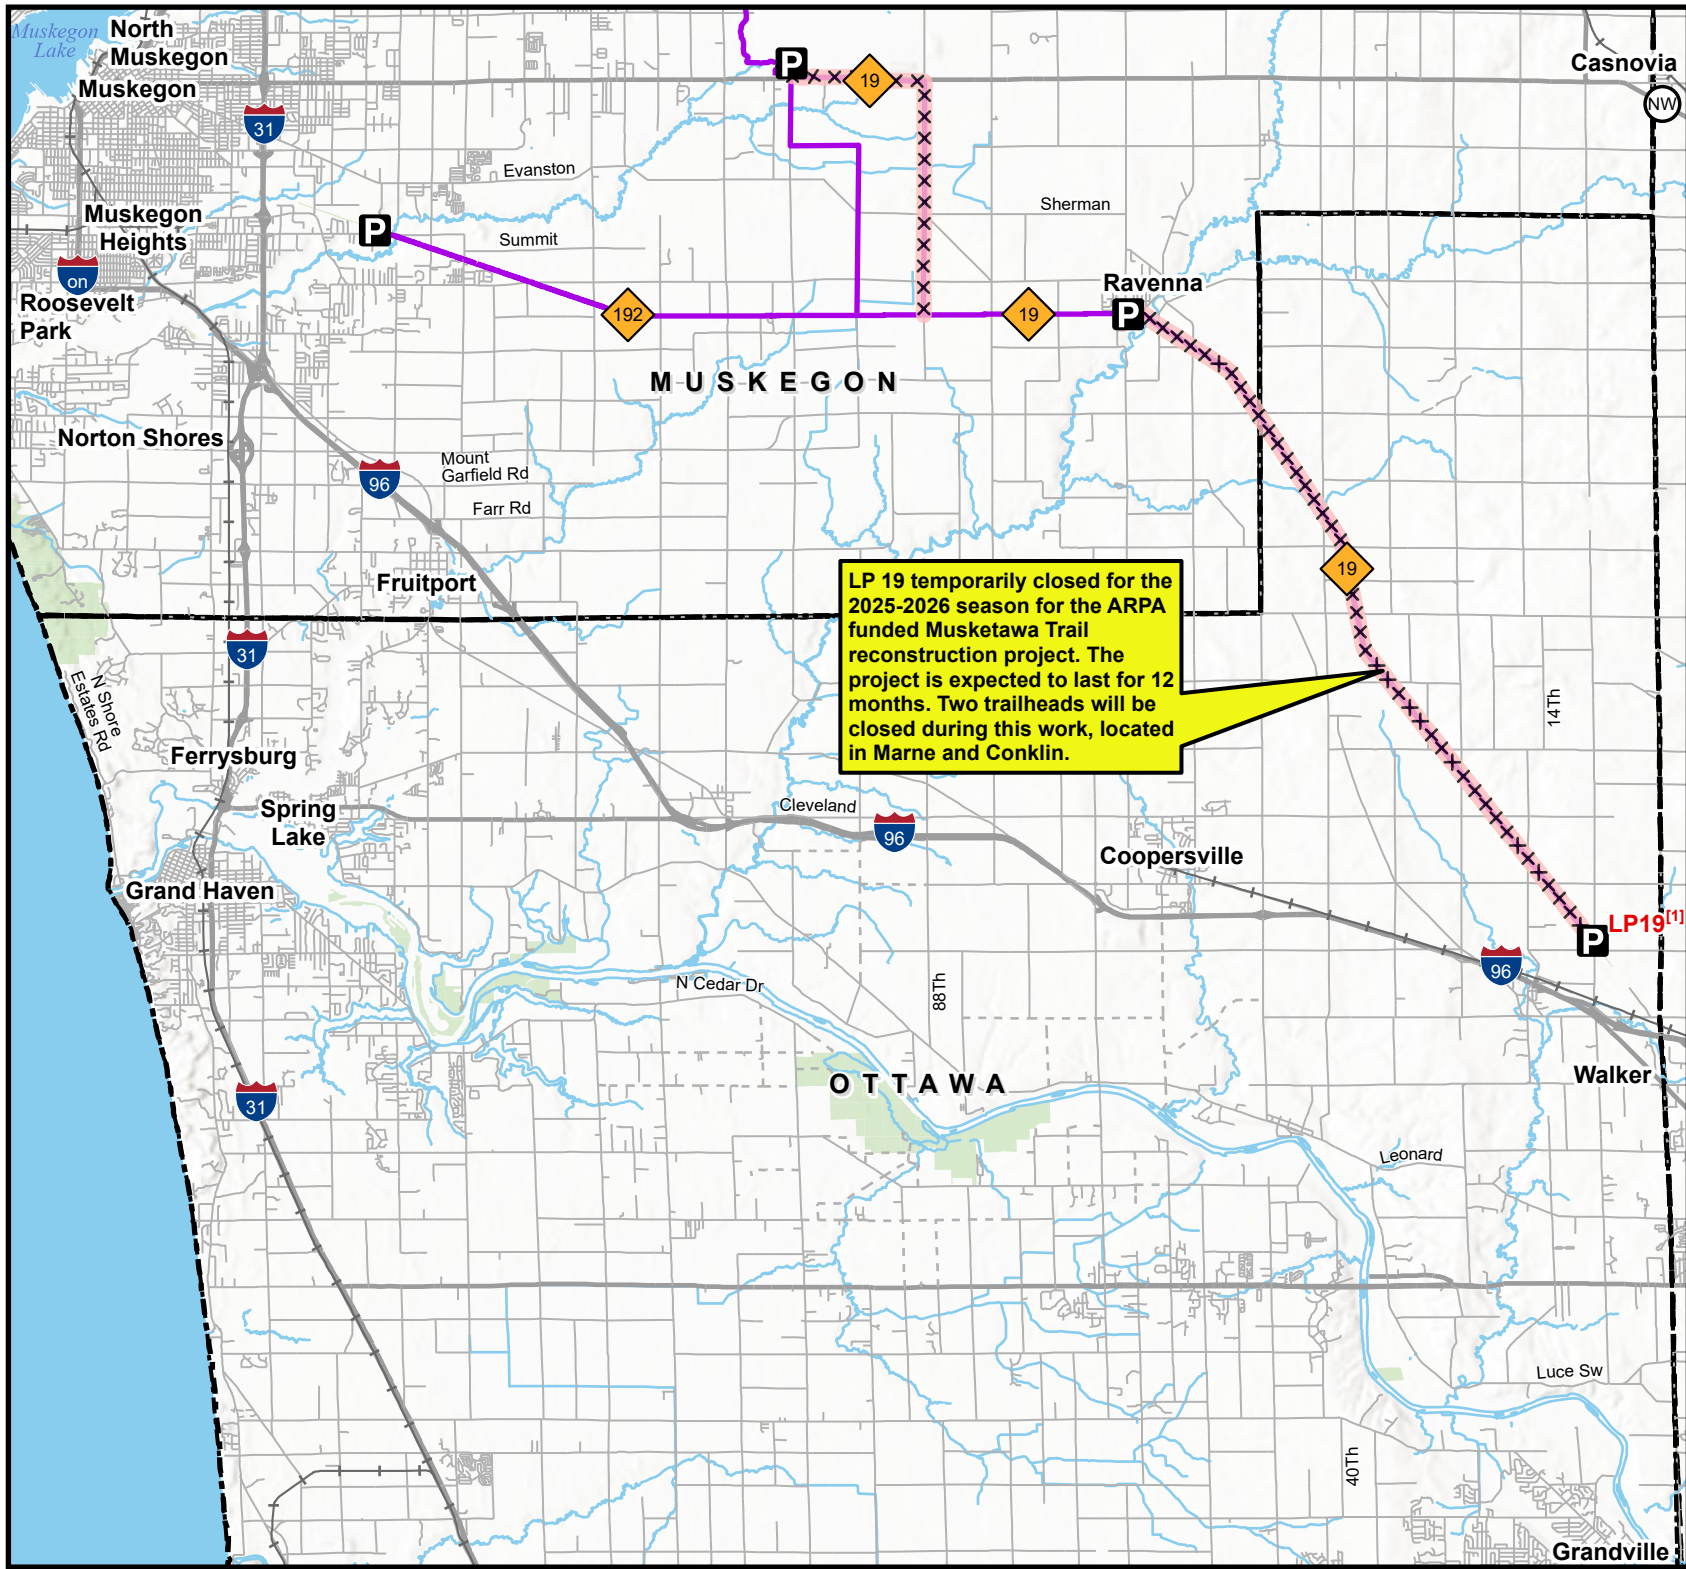 Muskegon
Lake
North
Muskegon
Muskegon
P
19
Casnovia
NW
31
Evanston
Sherman
Muskegon
Heights
P
Summit
on
Roosevelt
Park
192
19
Ravenna
P
MUSKEGON
Norton Shores
96
Mount
Garfield Rd
Farr Rd
Fruitport
19
LP 19 temporarily closed for the
2025-2026 season for the ARPA
funded Musketawa Trail
reconstruction project. The
project is expected to last for 12
months. Two trailheads will be
closed during this work, located
in Marne and Conklin.
31
N Shore
Estates Rd
14Th
Ferrysburg
Spring
Lake
Cleveland
96
Coopersville
Grand Haven
LP19[1]
P
96
N Cedar Dr
88Th
OTTAWA
31
Walker
Leonard
Luce Sw
40Th
Grandville